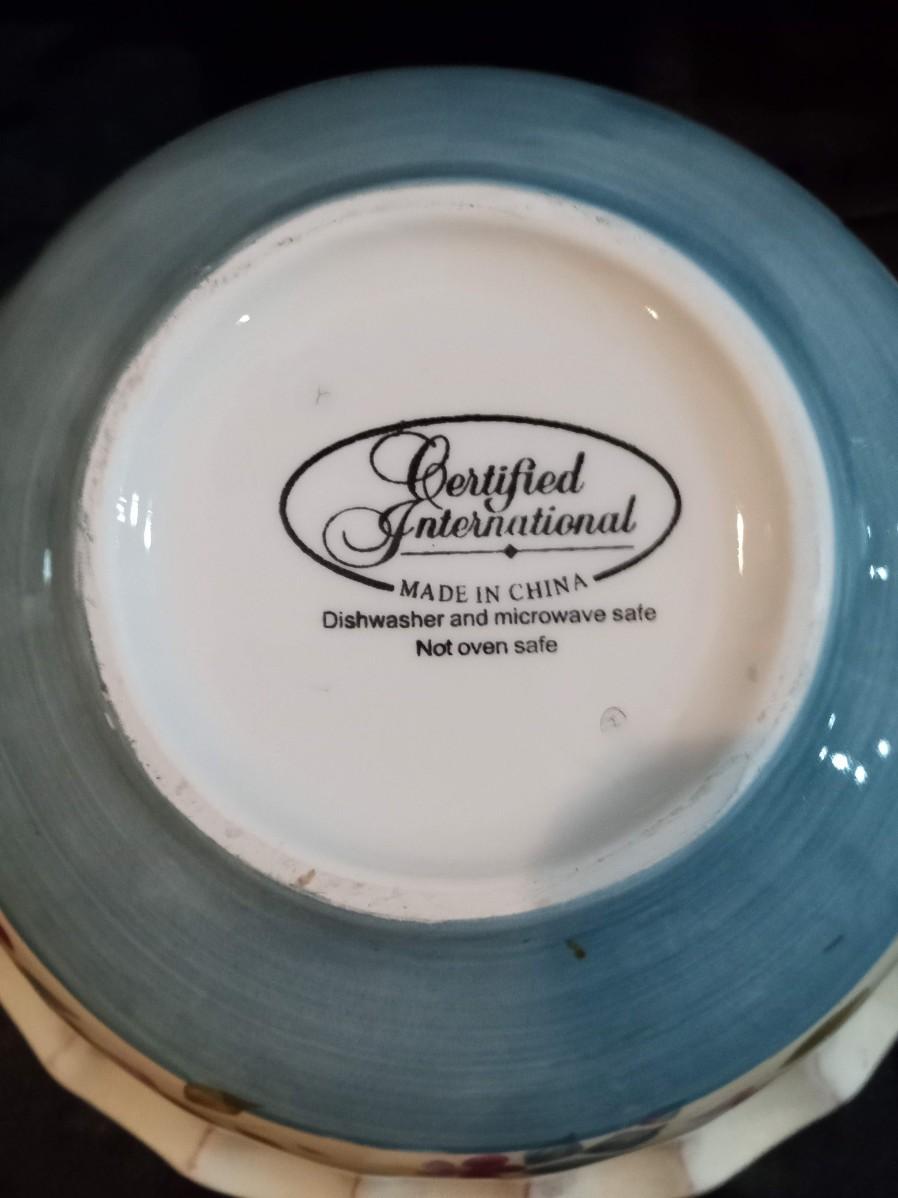 Certified
International
MADE IN CHINA
Dishwasher and microwave safe
Not oven safe